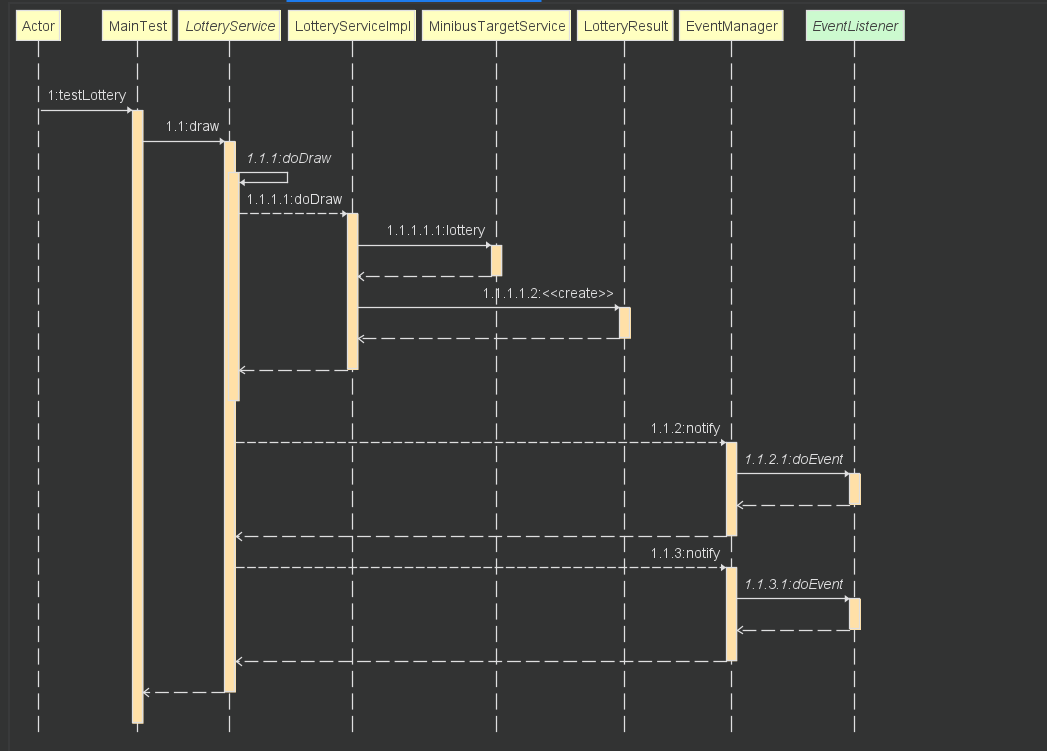 Actor MainTest LotteryService LotteryServiceImpl MinibusTargetService LotteryResult EventManager EventListener
1:testLottery
1.1:draw
1.1.1:doDraw
1.1.1.1:doDraw
1.1.1.1.1:lottery
1.1.1.1.2:<<create>>
1.1.2:notify
1.1.2.1:doEvent
1.1.3:notify
1.1.3.1:doEvent